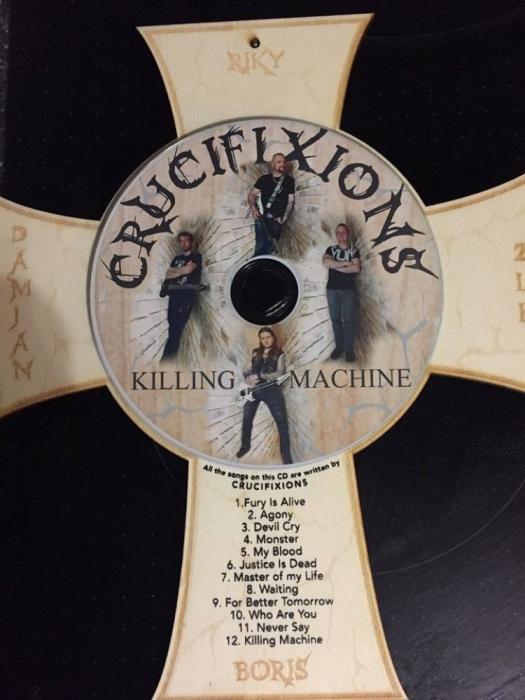 RIKY
CRUCIFIXIONS
DAMJAN
KILLING MACHINE
All the songs on this CD are written by
CRUCIFIXIONS
1.Fury Is Alive
2. Agony
3. Devil Cry
4. Monster
5. My Blood
6. Justice Is Dead
7. Master of my Life
8. Waiting
9. For Better Tomorrow
10. Who Are You
11. Never Say
12. Killing Machine
BORIS